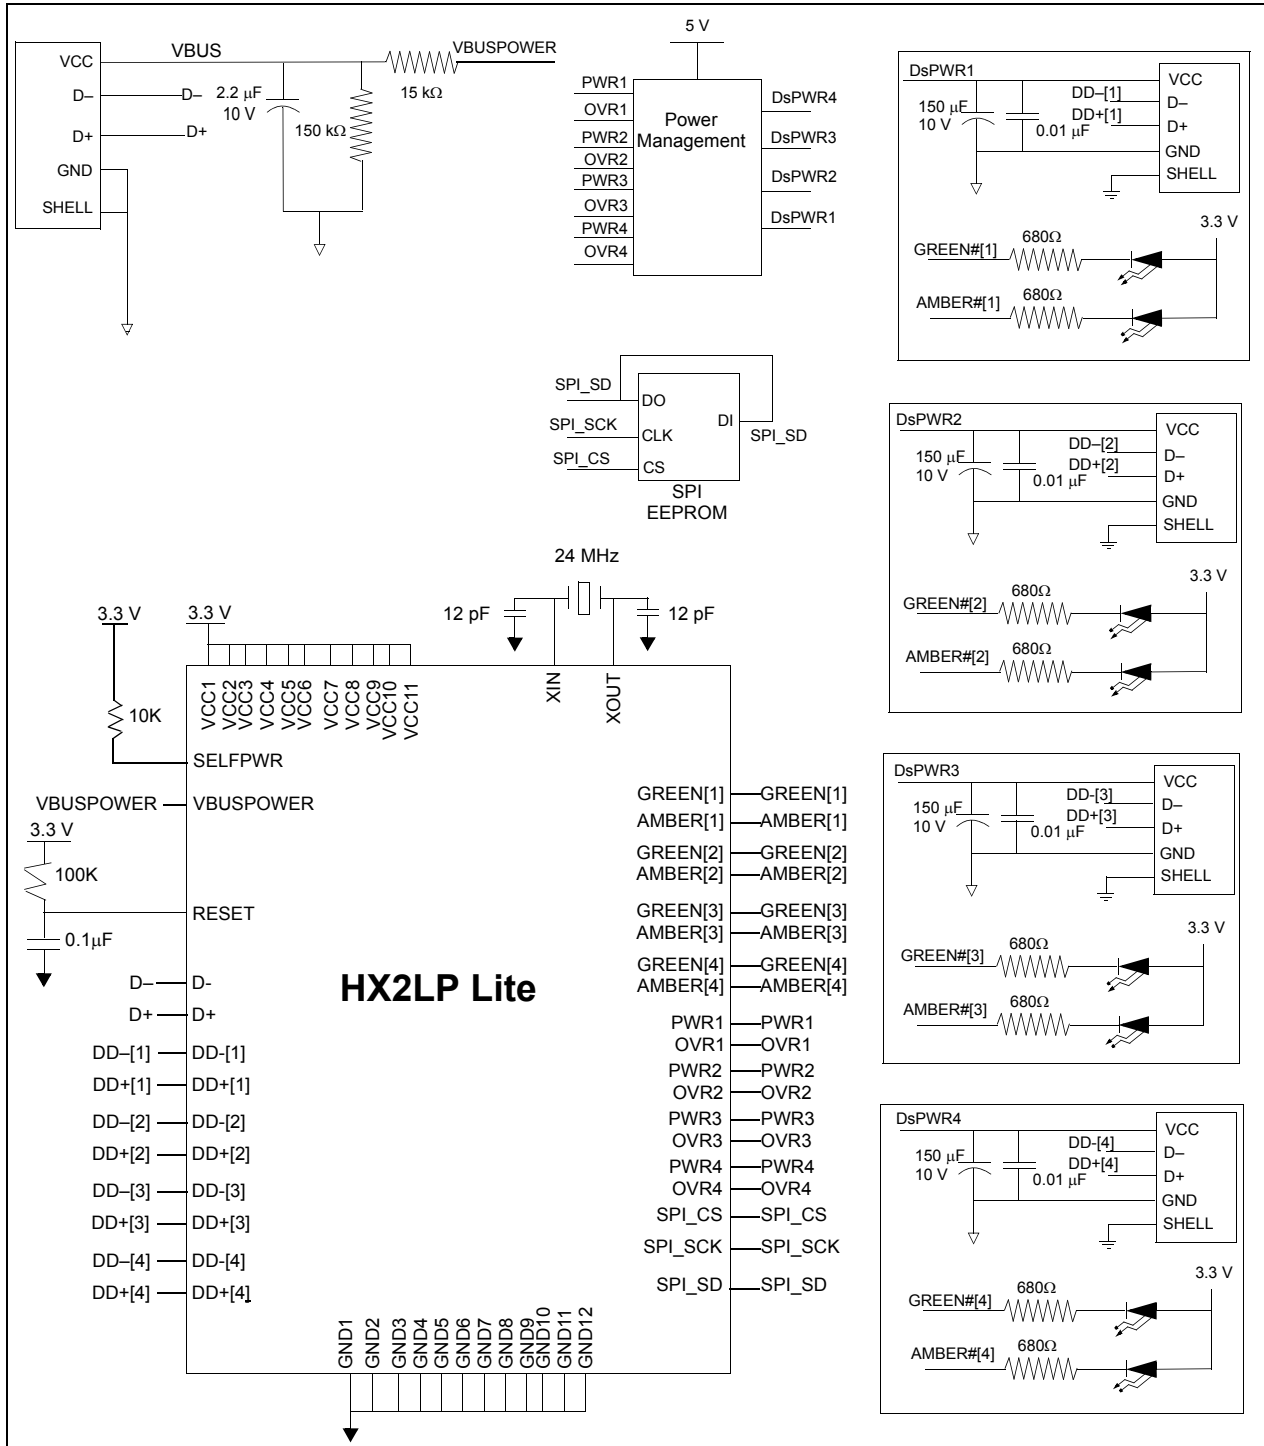 VCC
D–
D+
GND
SHELL
VBUS
D–
D+
2.2 μF
10 V
150 kΩ
15 kΩ
VBUSPOWER
5 V
PWR1
OVR1
PWR2
OVR2
PWR3
OVR3
PWR4
OVR4
Power
Management
DsPWR4
DsPWR3
DsPWR2
DsPWR1
SPI_SD
SPI_SCK
SPI_CS
DO
CLK
CS
DI
SPI_SD
SPI
EEPROM
DsPWR1
150 μF
10 V
0.01 μF
DD–[1]
DD+[1]
VCC
D–
D+
GND
SHELL
3.3 V
680Ω
GREEN#[1]
680Ω
AMBER#[1]
DsPWR2
150 μF
10 V
0.01 μF
DD–[2]
DD+[2]
VCC
D–
D+
GND
SHELL
3.3 V
680Ω
GREEN#[2]
680Ω
AMBER#[2]
DsPWR3
150 μF
10 V
0.01 μF
DD-[3]
DD+[3]
VCC
D–
D+
GND
SHELL
3.3 V
680Ω
GREEN#[3]
680Ω
AMBER#[3]
DsPWR4
150 μF
10 V
0.01 μF
DD-[4]
DD+[4]
VCC
D–
D+
GND
SHELL
3.3 V
680Ω
GREEN#[4]
680Ω
AMBER#[4]
24 MHz
12 pF
12 pF
3.3 V
3.3 V
10K
VCC1
VCC2
VCC3
VCC4
VCC5
VCC6
VCC7
VCC8
VCC9
VCC10
VCC11
XIN
XOUT
SELFPWR
VBUSPOWER
VBUSPOWER
3.3 V
100K
RESET
0.1μF
HX2LP Lite
D– D-
D+ D+
DD–[1] DD-[1]
DD+[1] DD+[1]
DD–[2] DD-[2]
DD+[2] DD+[2]
DD–[3] DD-[3]
DD+[3] DD+[3]
DD–[4] DD-[4]
DD+[4] DD+[4]
GREEN[1] GREEN[1]
AMBER[1] AMBER[1]
GREEN[2] GREEN[2]
AMBER[2] AMBER[2]
GREEN[3] GREEN[3]
AMBER[3] AMBER[3]
GREEN[4] GREEN[4]
AMBER[4] AMBER[4]
PWR1 PWR1
OVR1 OVR1
PWR2 PWR2
OVR2 OVR2
PWR3 PWR3
OVR3 OVR3
PWR4 PWR4
OVR4 OVR4
SPI_CS SPI_CS
SPI_SCK SPI_SCK
SPI_SD SPI_SD
GND1
GND2
GND3
GND4
GND5
GND6
GND7
GND8
GND9
GND10
GND11
GND12